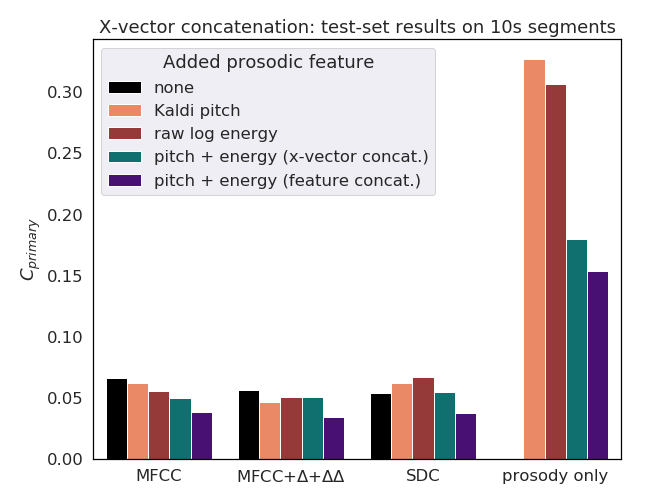 X-vector concatenation: test-set results on 10s segments
Added prosodic feature
none
Kaldi pitch
raw log energy
pitch + energy (x-vector concat.)
pitch + energy (feature concat.)
C_primary
0.30
0.25
0.20
0.15
0.10
0.05
0.00
MFCC
MFCC+Δ+ΔΔ
SDC
prosody only